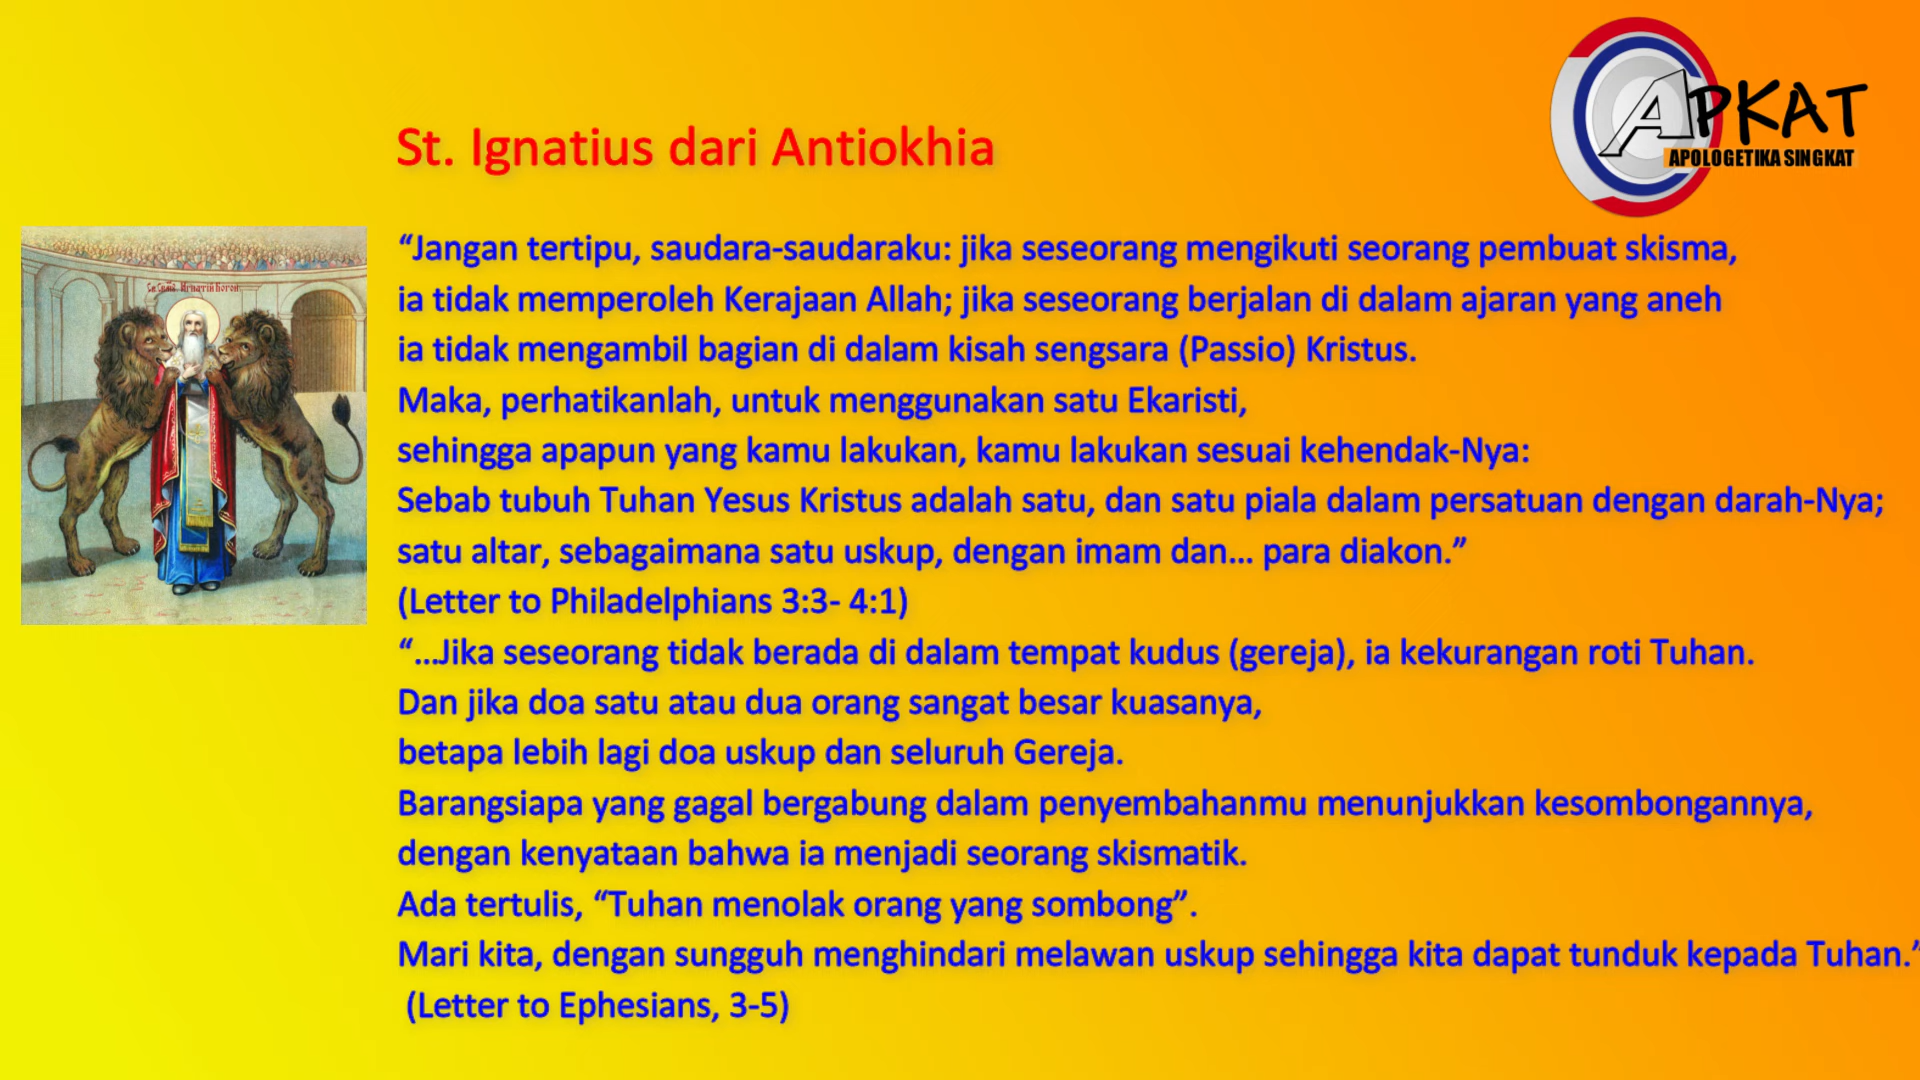 APKAT
APOLOGETIKA SINGKAT
St. Ignatius dari Antiokhia
“Jangan tertipu, saudara-saudaraku: jika seseorang mengikuti seorang pembuat skisma,
ia tidak memperoleh Kerajaan Allah; jika seseorang berjalan di dalam ajaran yang aneh
ia tidak mengambil bagian di dalam kisah sengsara (Passio) Kristus.
Maka, perhatikanlah, untuk menggunakan satu Ekaristi,
sehingga apapun yang kamu lakukan, kamu lakukan sesuai kehendak-Nya:
Sebab tubuh Tuhan Yesus Kristus adalah satu, dan satu piala dalam persatuan dengan darah-Nya;
satu altar, sebagaimana satu uskup, dengan imam dan... para diakon.”
(Letter to Philadelphians 3:3- 4:1)
“...Jika seseorang tidak berada di dalam tempat kudus (gereja), ia kekurangan roti Tuhan.
Dan jika doa satu atau dua orang sangat besar kuasanya,
betapa lebih lagi doa uskup dan seluruh Gereja.
Barangsiapa yang gagal bergabung dalam penyembahanmu menunjukkan kesombongannya,
dengan kenyataan bahwa ia menjadi seorang skismatik.
Ada tertulis, “Tuhan menolak orang yang sombong”.
Mari kita, dengan sungguh menghindari melawan uskup sehingga kita dapat tunduk kepada Tuhan.”
(Letter to Ephesians, 3-5)